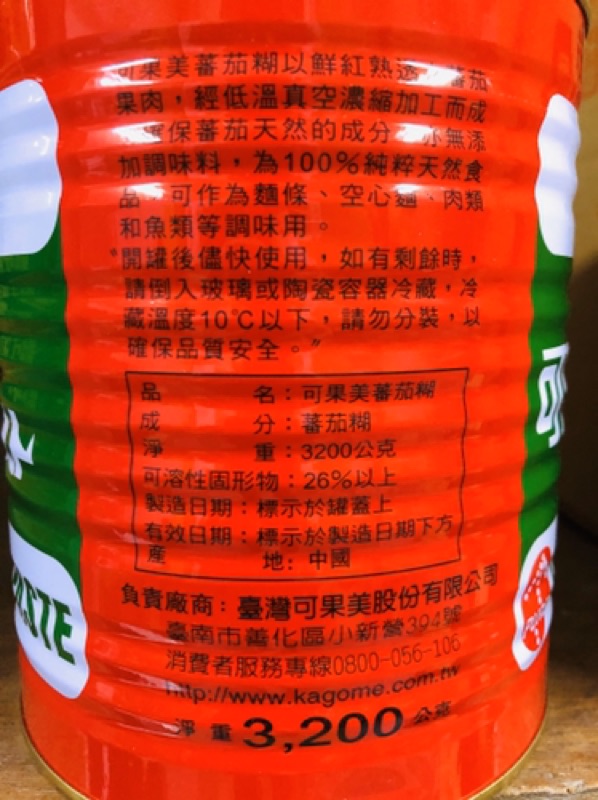 可果美蕃茄糊以鮮紅熟透蕃茄
果肉，經低溫真空濃縮加工而成
保蕃茄天然的成分，亦無添
加調味料，為100%純粹天然食
品，可作為麵條、空心麵、肉類
和魚類等調味用。
"開罐後儘快使用，如有剩餘時，
請倒入玻璃或陶瓷容器冷藏，冷
藏溫度10℃以下，請勿分裝，以
確保品質安全。"
品名：可果美蕃茄糊
成分：蕃茄糊
淨重：3200公克
可溶性固形物：26%以上
製造日期：標示於罐蓋上
有效日期：標示於製造日期下方
產地：中國
負責廠商：臺灣可果美股份有限公司
臺南市善化區小新營394號
消費者服務專線0800-056-106
http://www.kagome.com.tw
淨重3,200公克
可